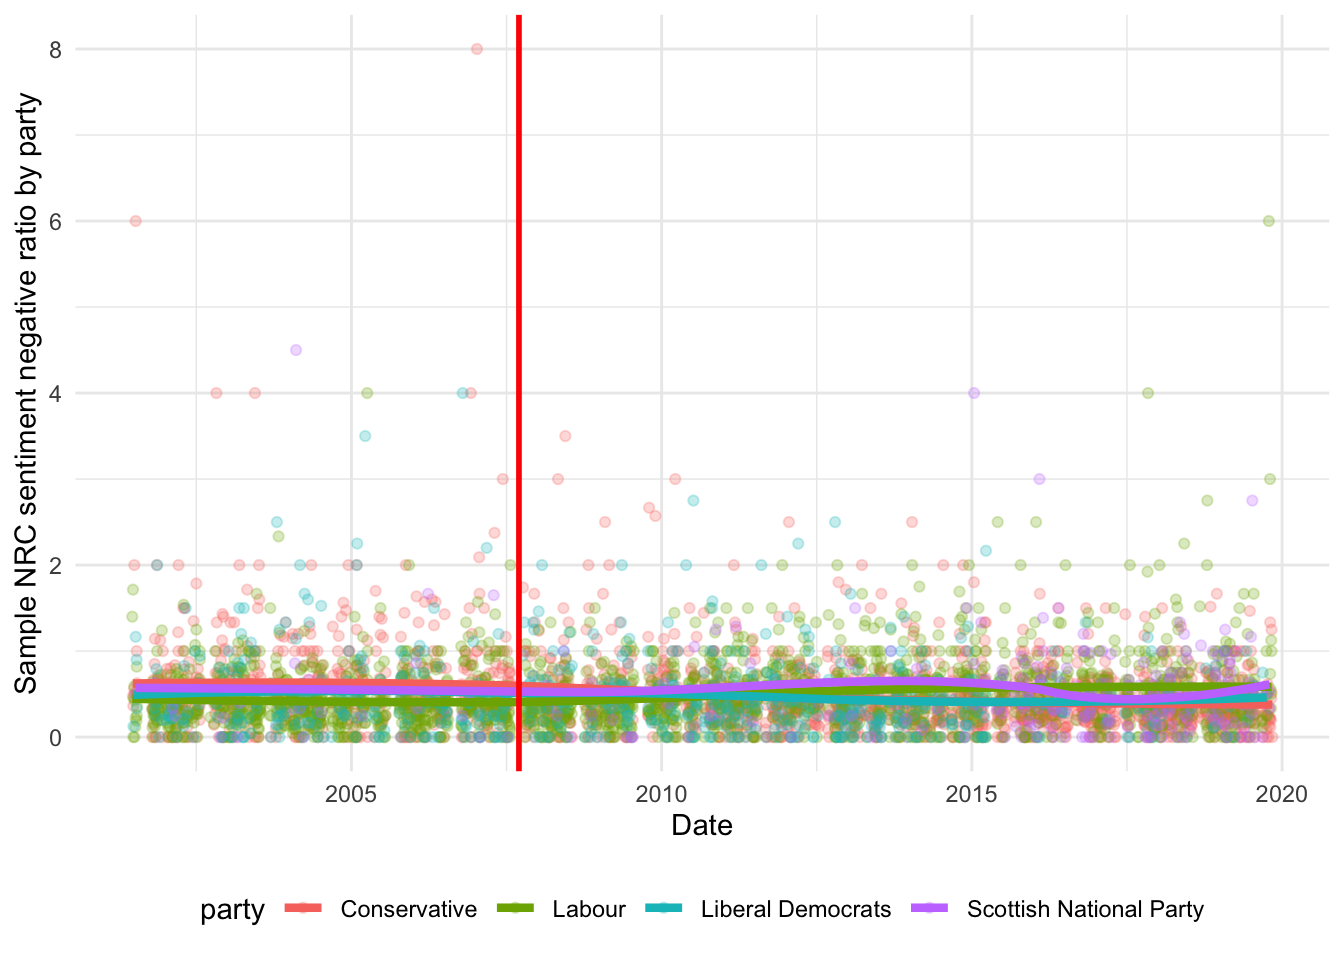 Sample NRC sentiment negative ratio by party
8
6
4
2
0
2005 2010 2015 2020
Date
party Conservative Labour Liberal Democrats Scottish National Party